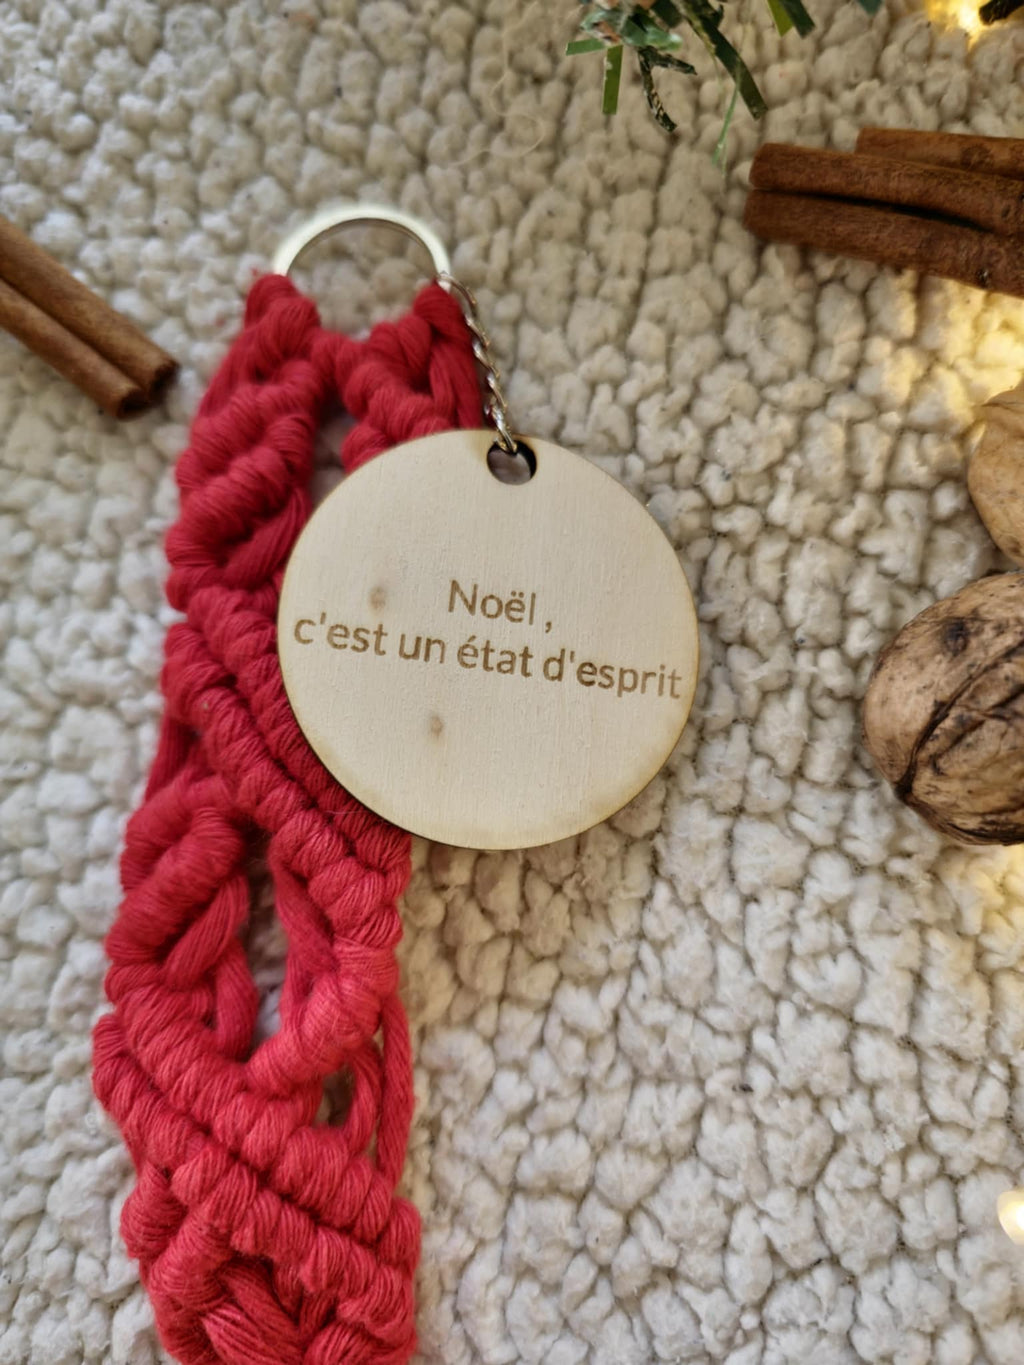 Noël ,
c'est un état d'esprit